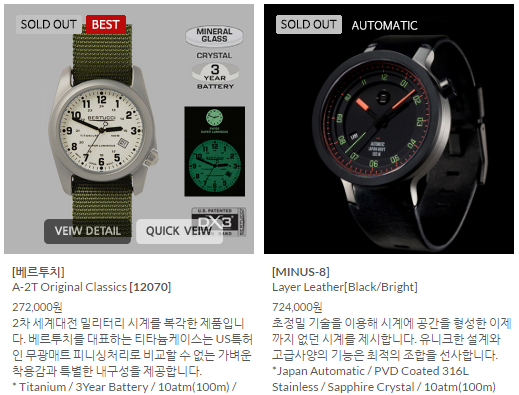 SOLD OUT
BEST
MINERAL
GLASS
CRYSTAL
3
YEAR
BATTERY
BERTUCCI
SWISS
SUPER LUMINOUS
U.S. PATENTED
DX3
VEIW DETAIL
QUICK VEIW
[베르투치]
A-2T Original Classics [12070]
272,000원
2차 세계대전 밀리터리 시계를 복각한 제품입니
다. 베르투치를 대표하는 티타늄케이스는 US특허
인 무광매트 피니싱처리로 비교할 수 없는 가벼운
착용감과 특별한 내구성을 제공합니다.
* Titanium / 3Year Battery / 10atm(100m) /
SOLD OUT
AUTOMATIC
AUTOMATIC
JAPAN MOVT
[MINUS-8]
Layer Leather[Black/Bright]
724,000원
초정밀 기술을 이용해 시계에 공간을 형성한 이제
까지 없던 시계를 제시합니다. 유니크한 설계와
고급사양의 기능은 최적의 조합을 선사합니다.
*Japan Automatic / PVD Coated 316L
Stainless / Sapphire Crystal / 10atm(100m)